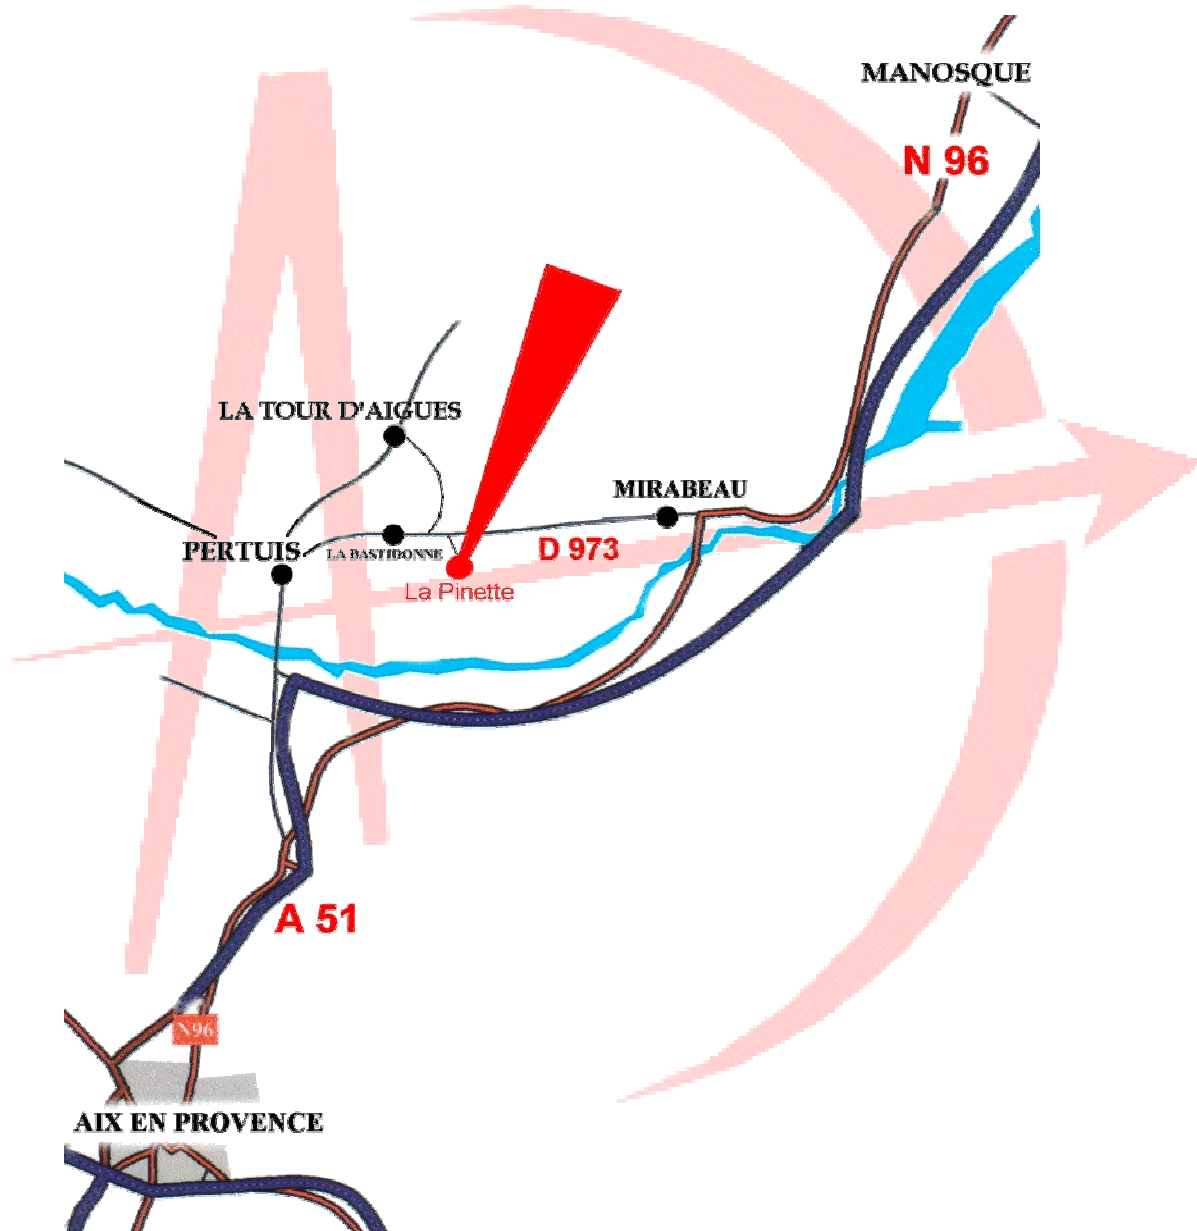 MANOSQUE
N 96
LA TOUR D'AIGUES
MIRABEAU
PERTUIS
LA BASTIDONNE
D 973
La Pinette
A 51
N96
AIX EN PROVENCE